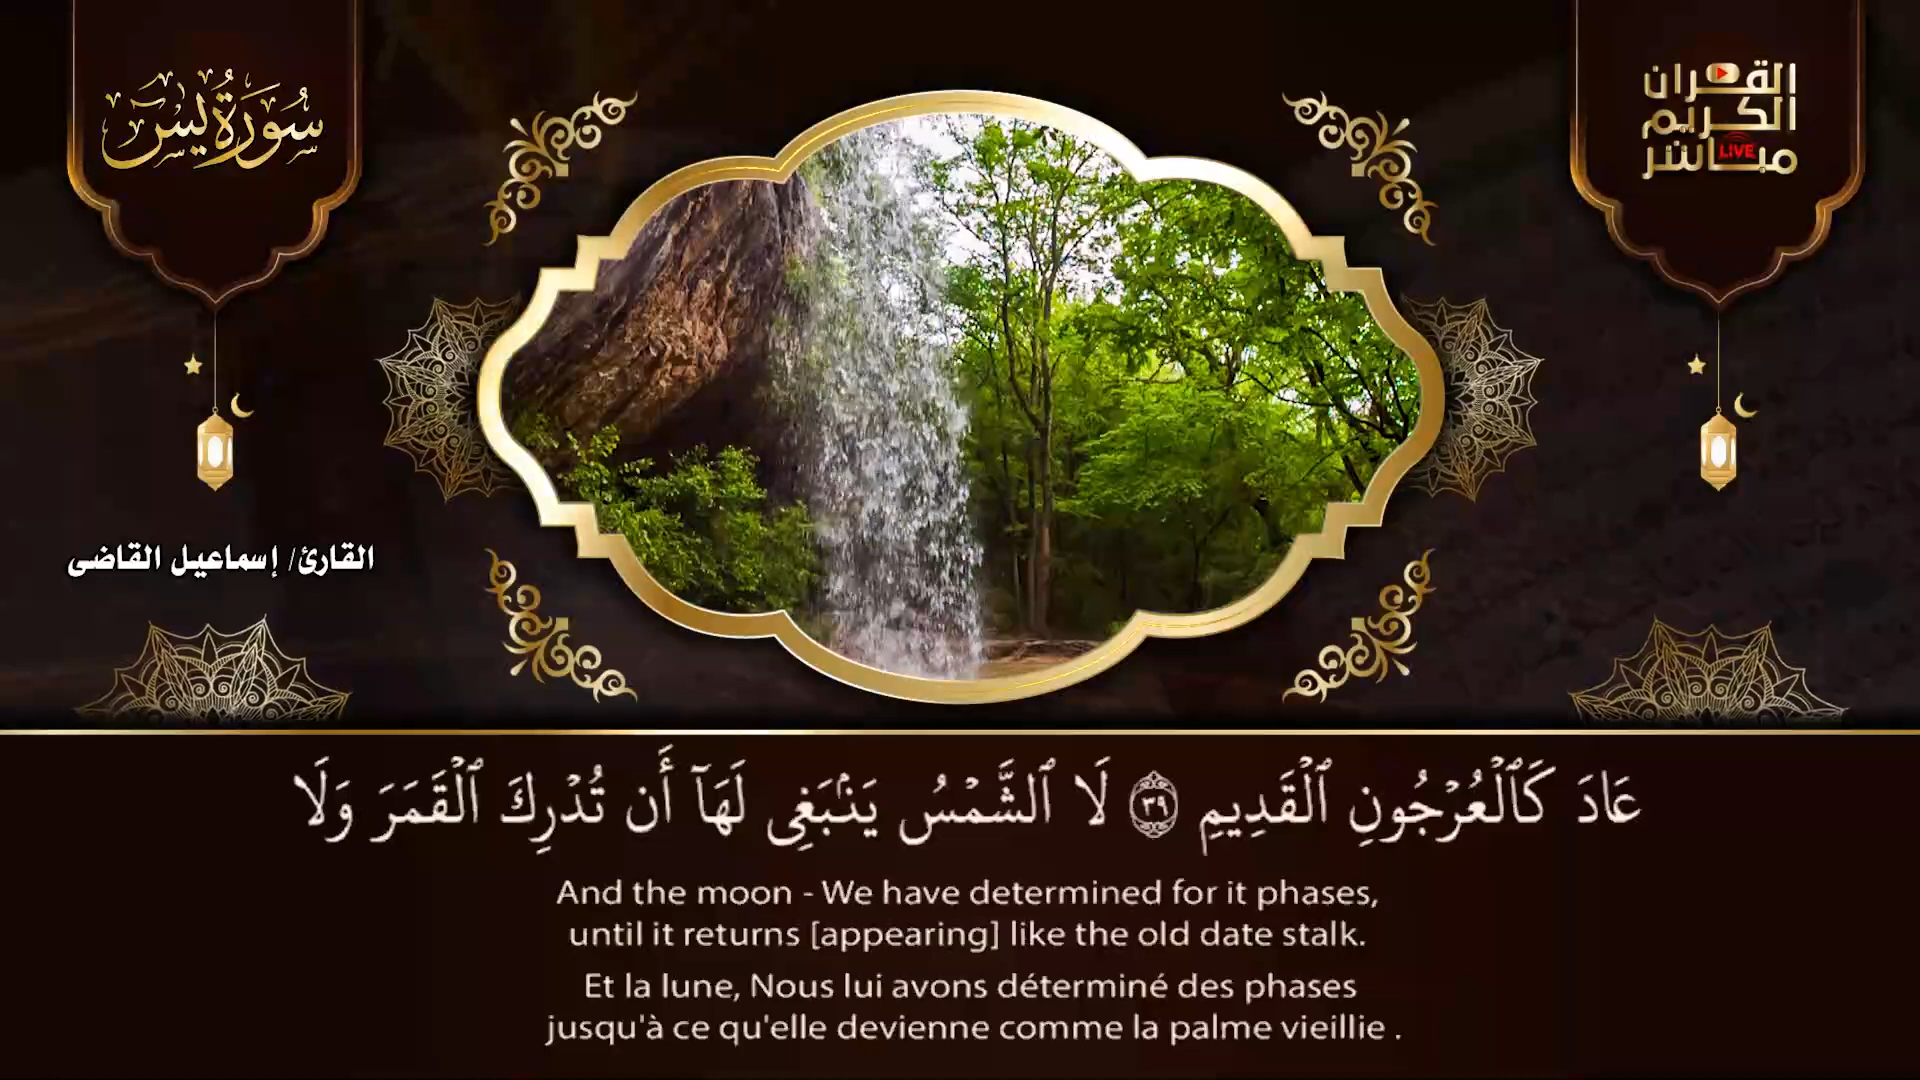 سُورَةُ يسٓ
القران
الكريم
مباشر
LIVE
القارئ/ إسماعيل القاضى
عَادَ كَٱلْعُرْجُونِ ٱلْقَدِيمِ ٣٩ لَا ٱلشَّمْسُ يَنۢبَغِى لَهَآ أَن تُدْرِكَ ٱلْقَمَرَ وَلَا
And the moon - We have determined for it phases,
until it returns [appearing] like the old date stalk.
Et la lune, Nous lui avons déterminé des phases
jusqu'à ce qu'elle devienne comme la palme vieillie .